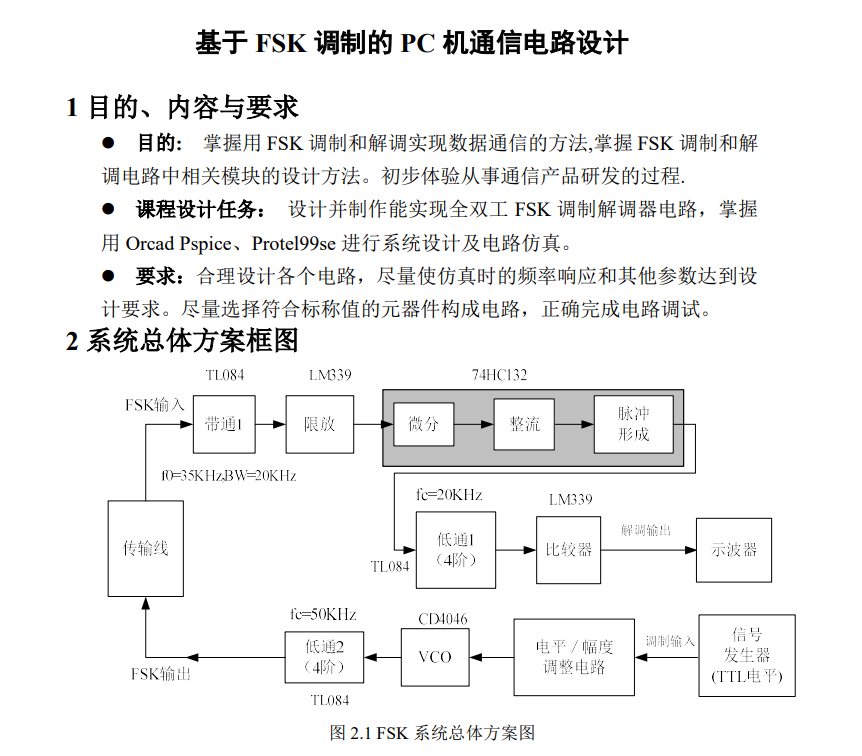 基于 FSK 调制的 PC 机通信电路设计
1 目的、内容与要求
● 目的: 掌握用 FSK 调制和解调实现数据通信的方法,掌握 FSK 调制和解
调电路中相关模块的设计方法。初步体验从事通信产品研发的过程.
● 课程设计任务: 设计并制作能实现全双工 FSK 调制解调器电路，掌握
用 Orcad Pspice、Protel99se 进行系统设计及电路仿真。
● 要求：合理设计各个电路，尽量使仿真时的频率响应和其他参数达到设
计要求。尽量选择符合标称值的元器件构成电路，正确完成电路调试。
2 系统总体方案框图
TL084
LM339
74HC132
FSK输入
带通1
限放
微分
整流
脉冲
形成
f0=35KHz,BW=20KHz
传输线
fc=20KHz
LM339
低通1
（4阶）
TL084
比较器
解调输出
示波器
fc=50KHz
CD4046
低通2
（4阶）
VCO
电平／幅度
调整电路
调制输入
信号
发生器
(TTL电平)
FSK输出
TL084
图 2.1 FSK 系统总体方案图